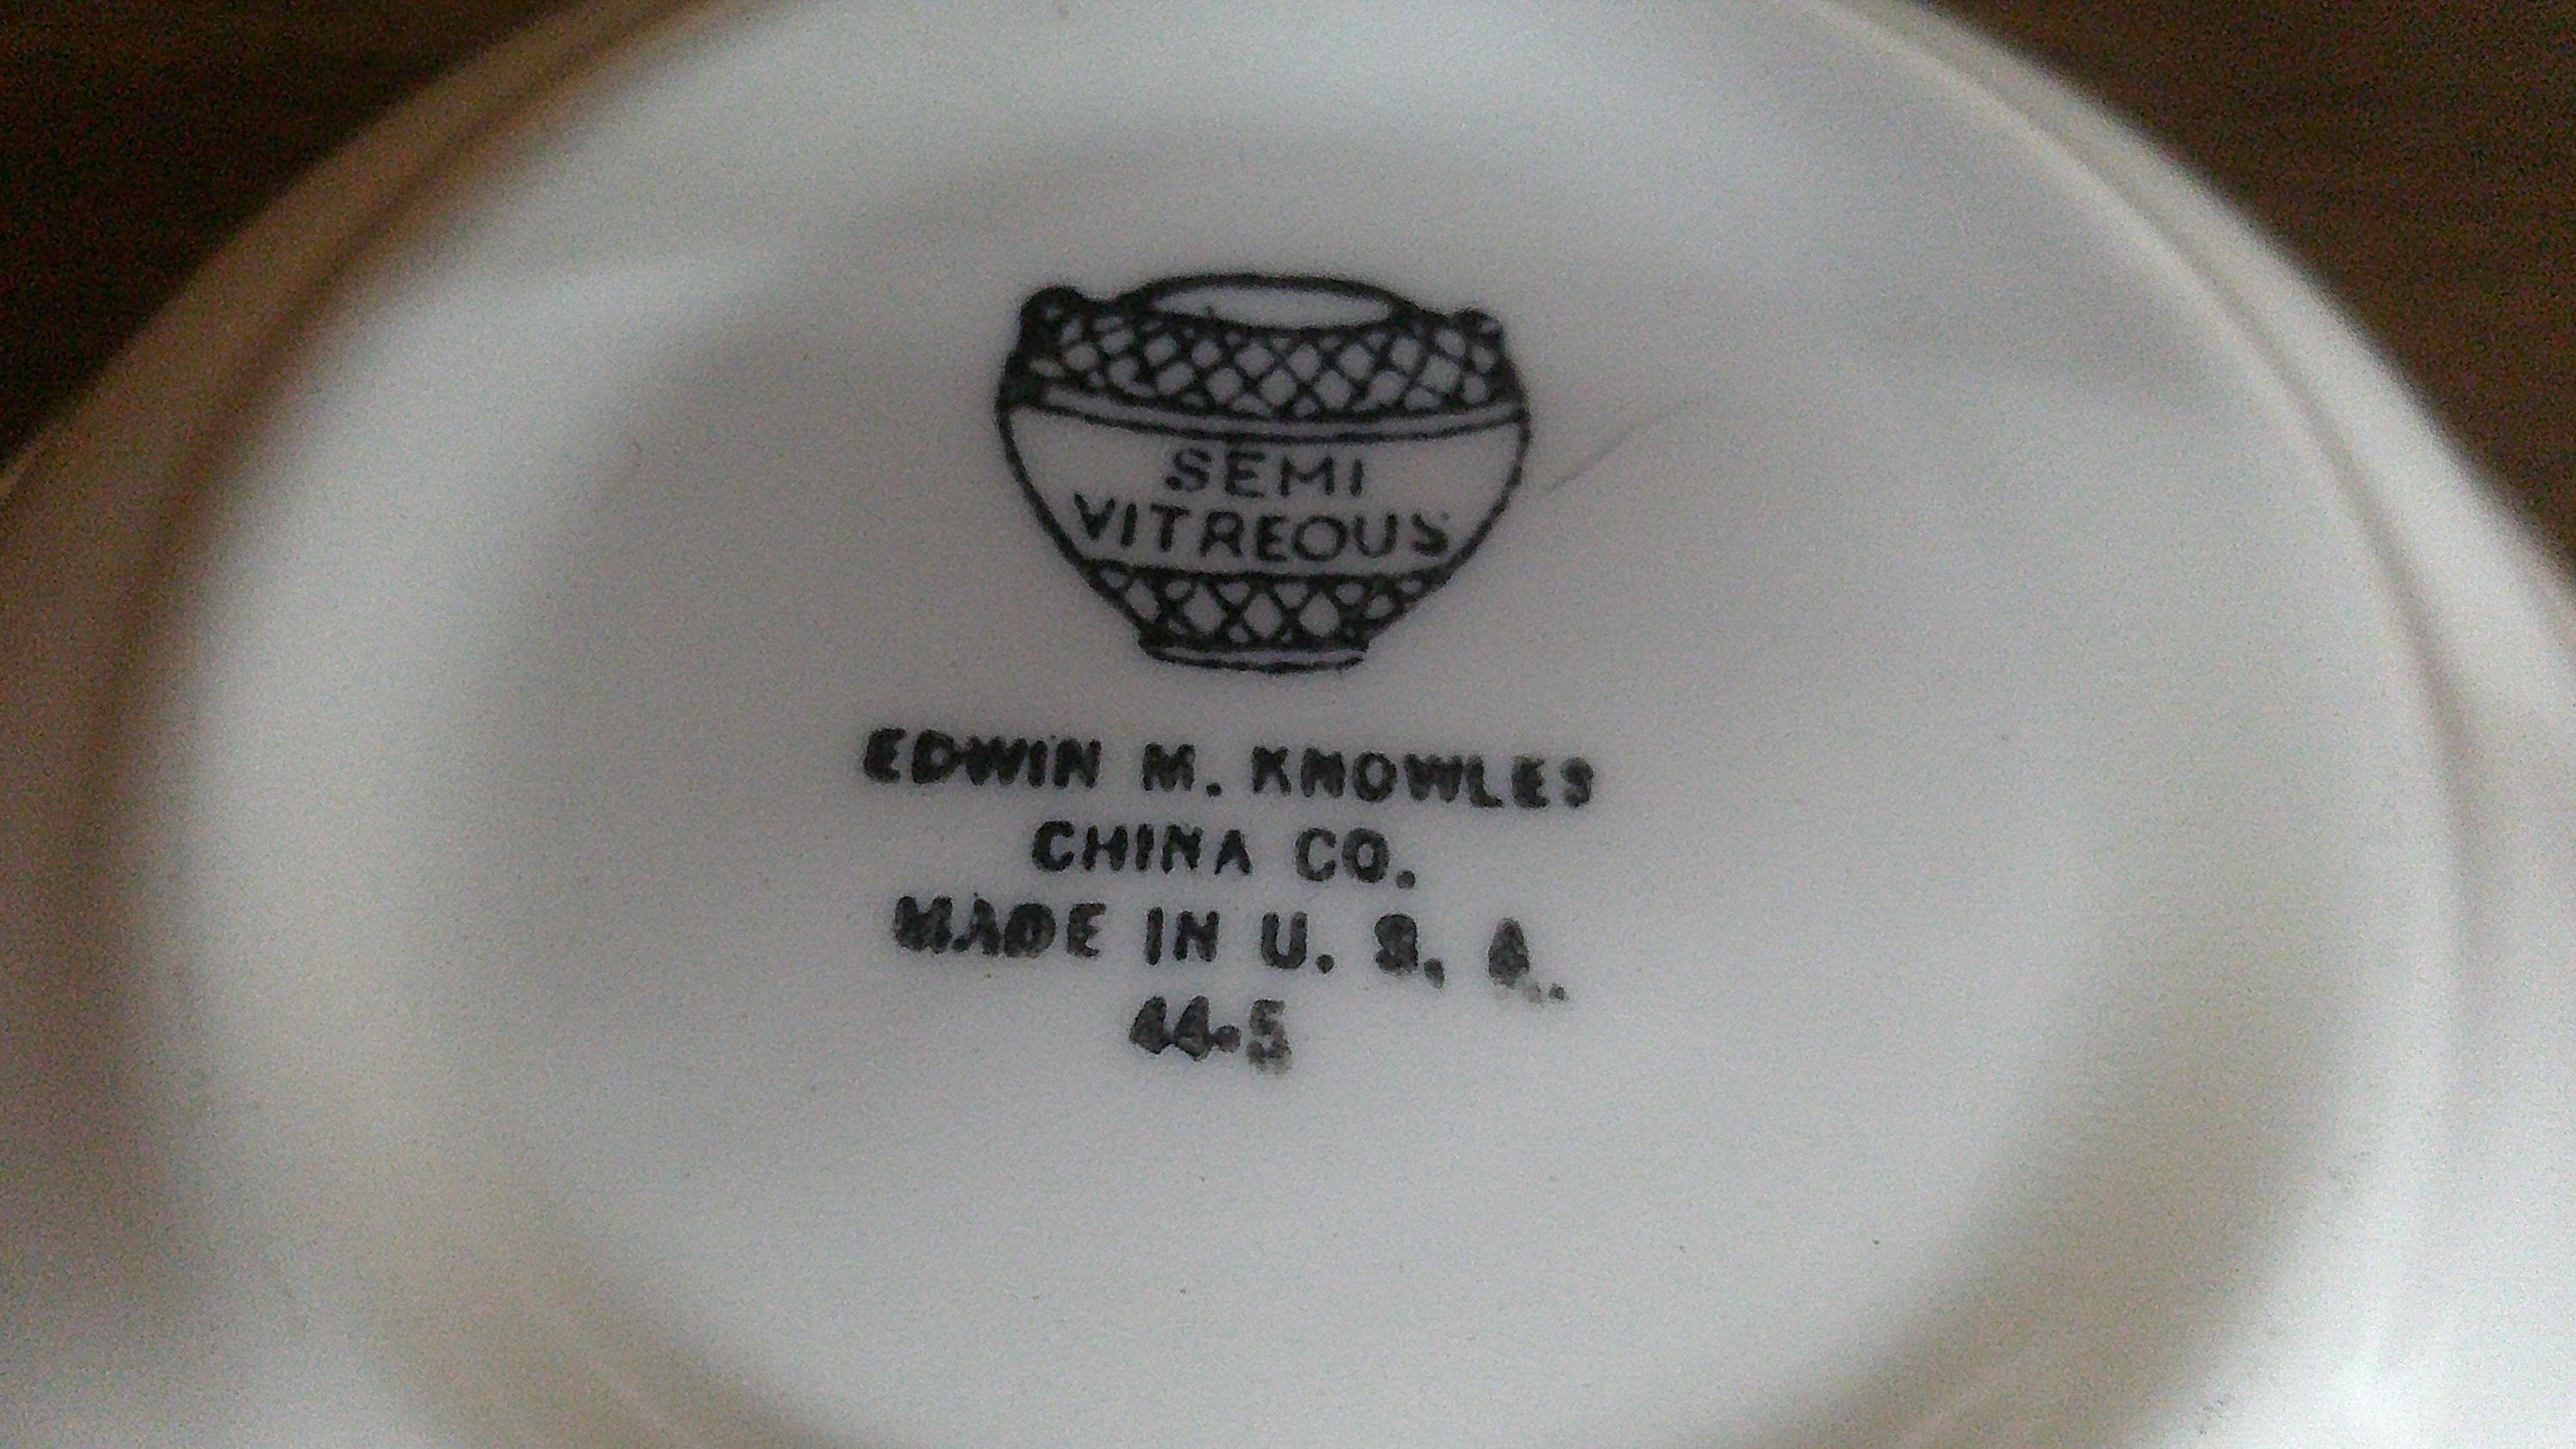 SEMI
VITREOUS
EDWIN M. KNOWLES
CHINA CO.
MADE IN U. S. A.
44-5